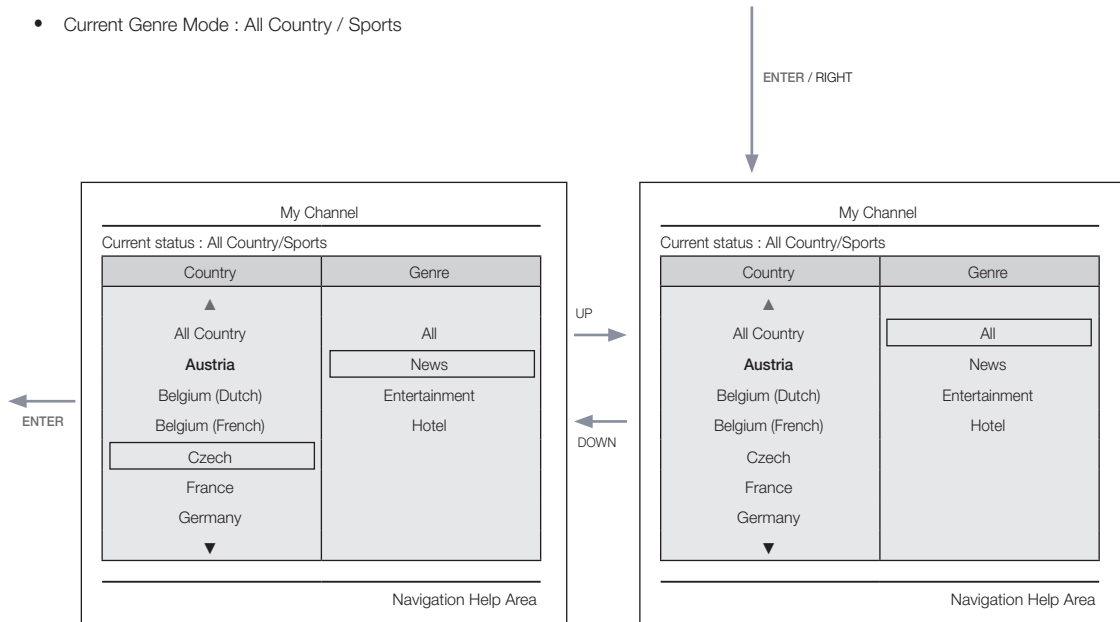 • Current Genre Mode : All Country / Sports
ENTER / RIGHT
My Channel
Current status : All Country/Sports
Country Genre
▲
All Country All
Austria News
Belgium (Dutch) Entertainment
Belgium (French) Hotel
Czech
France
Germany
▼
Navigation Help Area
ENTER
UP
DOWN
My Channel
Current status : All Country/Sports
Country Genre
▲
All Country All
Austria News
Belgium (Dutch) Entertainment
Belgium (French) Hotel
Czech
France
Germany
▼
Navigation Help Area